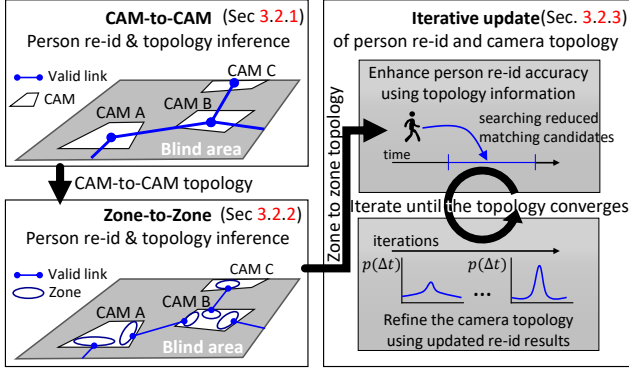 CAM-to-CAM (Sec 3.2.1)
Person re-id & topology inference
Valid link
CAM
CAM A
CAM B
CAM C
Blind area
CAM-to-CAM topology
Zone-to-Zone (Sec 3.2.2)
Person re-id & topology inference
Valid link
Zone
CAM A
CAM B
CAM C
Blind area
Zone to zone topology
Iterative update(Sec. 3.2.3)
of person re-id and camera topology
Enhance person re-id accuracy
using topology information
searching reduced
matching candidates
time
Iterate until the topology converges
iterations
p(Δt) p(Δt)
...
Refine the camera topology
using updated re-id results